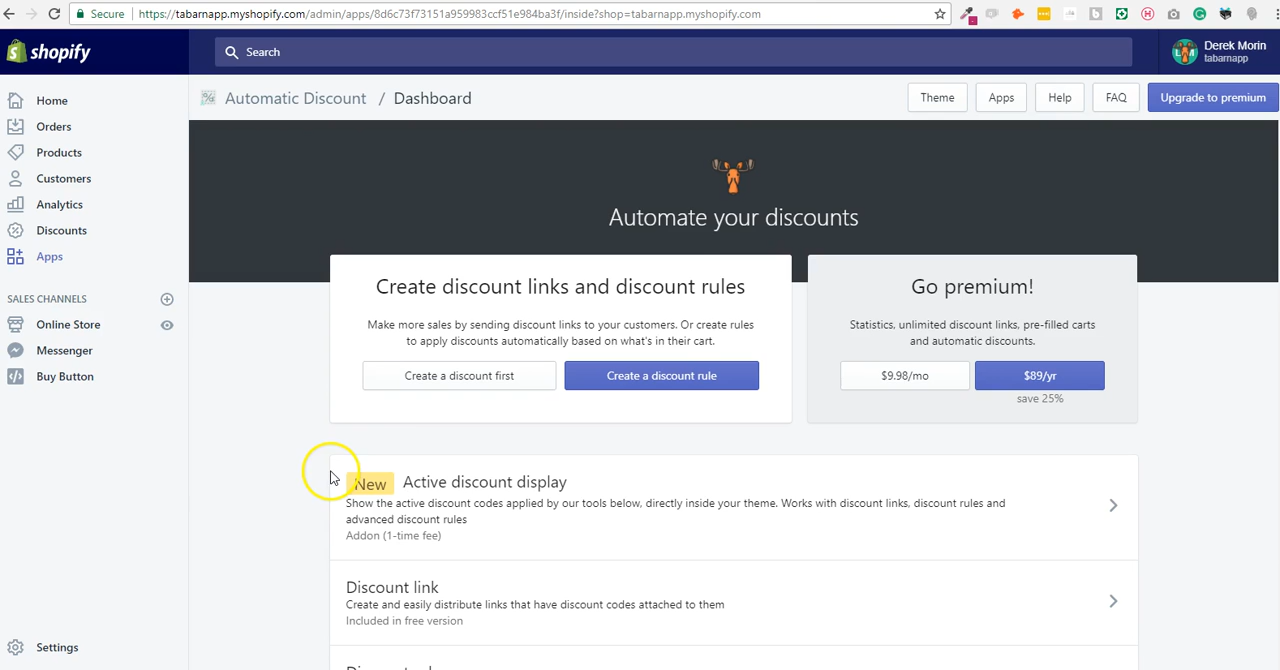 Secure
https://tabarnapp.myshopify.com/admin/apps/8d6c73f73151a959983ccf51e984ba3f/inside?shop=tabarnapp.myshopify.com
shopify
Search
Derek Morin
tabarnapp
Home
Orders
Products
Customers
Analytics
Discounts
Apps
SALES CHANNELS
Online Store
Messenger
Buy Button
Settings
Automatic Discount / Dashboard
Theme
Apps
Help
FAQ
Upgrade to premium
Automate your discounts
Create discount links and discount rules
Make more sales by sending discount links to your customers. Or create rules
to apply discounts automatically based on what's in their cart.
Create a discount first
Create a discount rule
Go premium!
Statistics, unlimited discount links, pre-filled carts
and automatic discounts.
$9.98/mo
$89/yr
save 25%
New Active discount display
Show the active discount codes applied by our tools below, directly inside your theme. Works with discount links, discount rules and
advanced discount rules
Addon (1-time fee)
Discount link
Create and easily distribute links that have discount codes attached to them
Included in free version